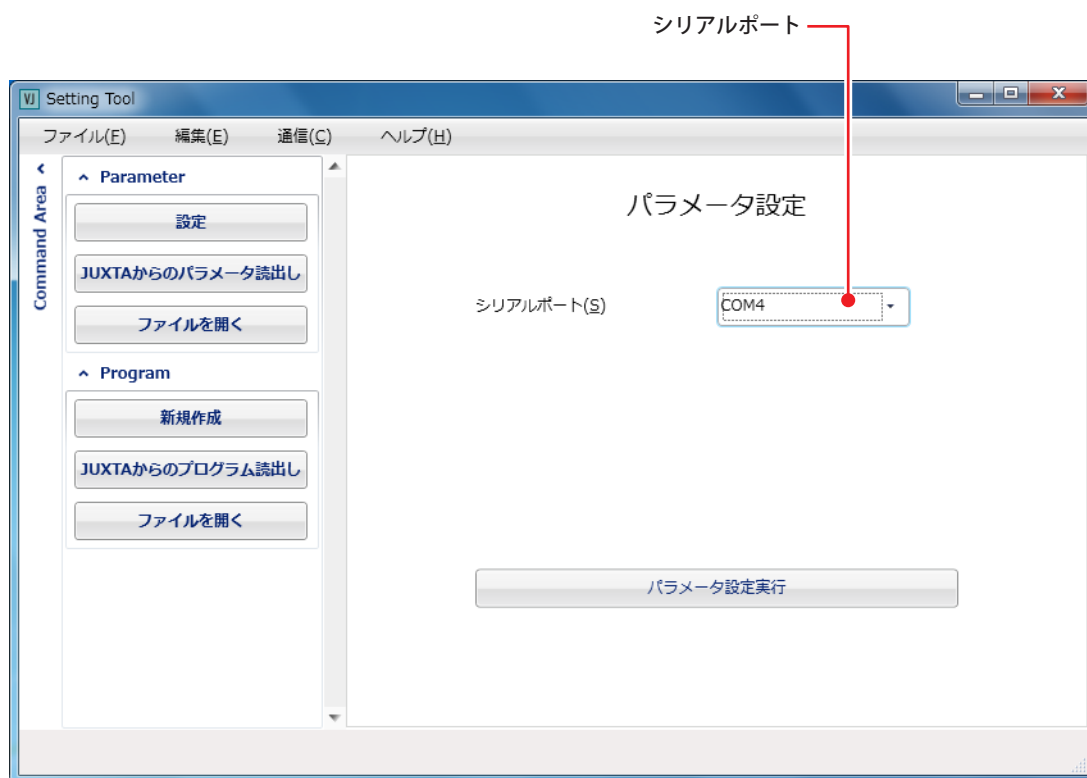 シリアルポート
VJ Setting Tool
ファイル(F) 編集(E) 通信(C) ヘルプ(H)
Command Area
Parameter
設定
JUXTAからのパラメータ読出し
ファイルを開く
Program
新規作成
JUXTAからのプログラム読出し
ファイルを開く
パラメータ設定
シリアルポート(S) COM4
パラメータ設定実行